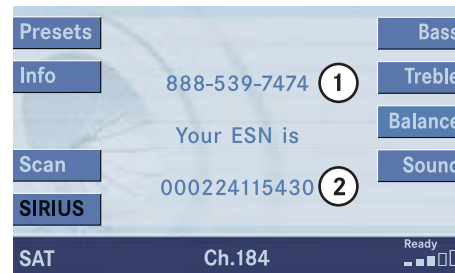 Presets
Bass
Info
888-539-7474 1
Treble
Your ESN is
Balance
Scan
000224115430 2
Sound
SIRIUS
SAT
Ch.184
Ready